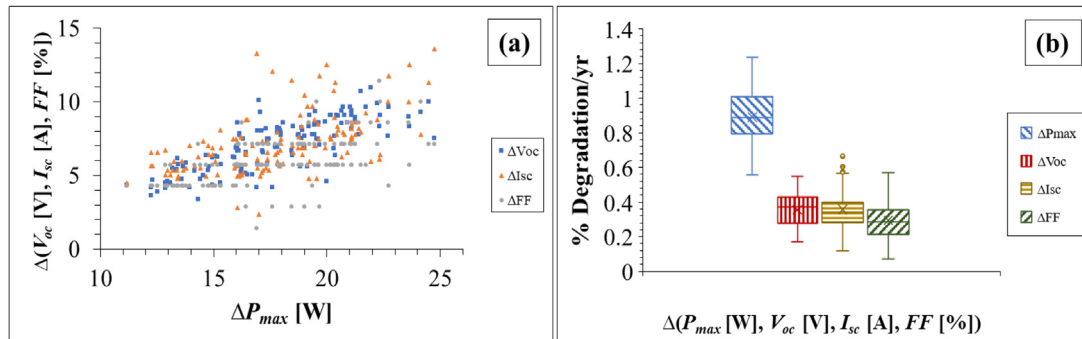 (a)
Δ(Voc [V], Isc [A], FF [%])
15
10
5
0
10
15
20
25
ΔPmax [W]
ΔVoc
ΔIsc
ΔFF
(b)
% Degradation/yr
1.4
1.2
1
0.8
0.6
0.4
0.2
0
Δ(Pmax [W], Voc [V], Isc [A], FF [%])
ΔPmax
ΔVoc
ΔIsc
ΔFF